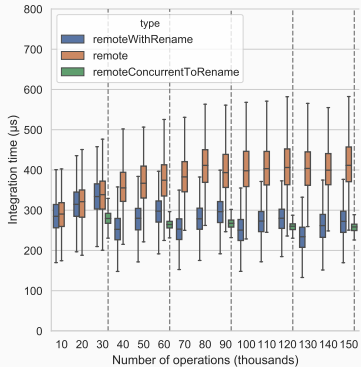 type
remoteWithRename
remote
remoteConcurrentToRename
Integration time (µs)
800
700
600
500
400
300
200
100
0
10 20 30 40 50 60 70 80 90 100 110 120 130 140 150
Number of operations (thousands)